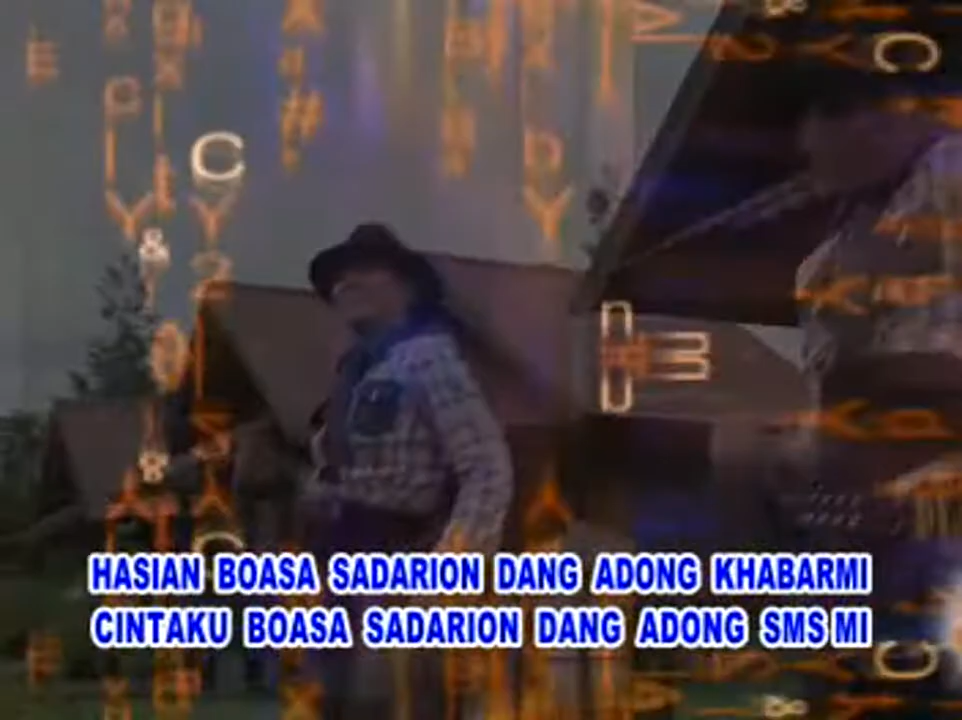 HASIAN BOASA SADARION DANG ADONG KHABARMI
CINTAKU BOASA SADARION DANG ADONG SMS MI